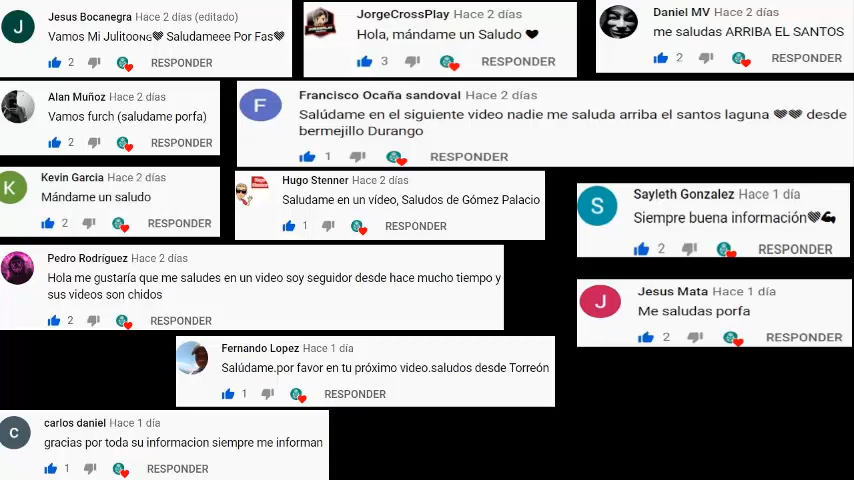 Jesus Bocanegra Hace 2 días (editado)
Vamos Mi Julitoong🖤 Saludameee Por Fas🖤
2 RESPONDER
JorgeCrossPlay Hace 2 días
Hola, mándame un Saludo 🖤
3 RESPONDER
Daniel MV Hace 2 días
me saludas ARRIBA EL SANTOS
2 RESPONDER
Alan Muñoz Hace 2 días
Vamos furch (saludame porfa)
2 RESPONDER
F
Francisco Ocaña sandoval Hace 2 días
Salúdame en el siguiente video nadie me saluda arriba el santos laguna 🖤🖤 desde
bermejillo Durango
1 RESPONDER
K
Kevin Garcia Hace 2 días
Mándame un saludo
2 RESPONDER
Hugo Stenner Hace 2 días
Saludame en un vídeo, Saludos de Gómez Palacio
1 RESPONDER
S
Sayleth Gonzalez Hace 1 día
Siempre buena información🖤💪
2 RESPONDER
Pedro Rodríguez Hace 2 días
Hola me gustaría que me saludes en un video soy seguidor desde hace mucho tiempo y
sus videos son chidos
2 RESPONDER
J
Jesus Mata Hace 1 día
Me saludas porfa
2 RESPONDER
Fernando Lopez Hace 1 día
Salúdame.por favor en tu próximo video.saludos desde Torreón
1 RESPONDER
C
carlos daniel Hace 1 día
gracias por toda su informacion siempre me informan
1 RESPONDER